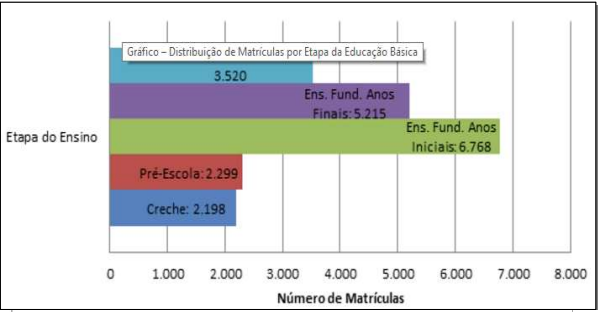 Gráfico – Distribuição de Matrículas por Etapa da Educação Básica
3.520
Ens. Fund. Anos
Finais: 5.215
Ens. Fund. Anos
Iniciais: 6.768
Etapa do Ensino
Pré-Escola: 2.299
Creche: 2.198
0 1.000 2.000 3.000 4.000 5.000 6.000 7.000 8.000
Número de Matrículas